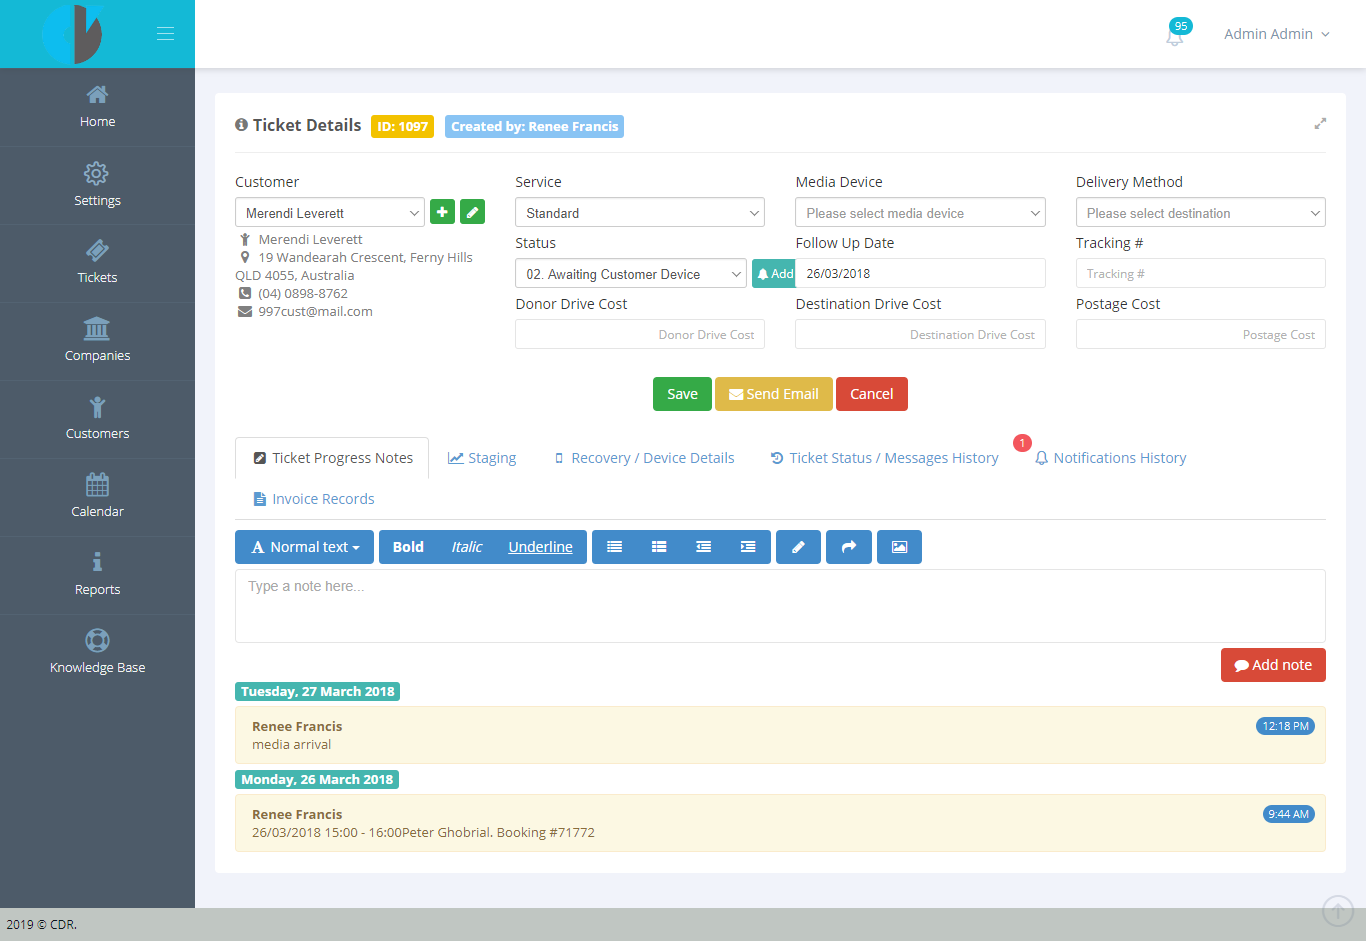 95
Admin Admin
Home
Settings
Tickets
Companies
Customers
Calendar
Reports
Knowledge Base
Ticket Details ID: 1097 Created by: Renee Francis
Customer
Merendi Leverett
Merendi Leverett
19 Wandearah Crescent, Ferny Hills
QLD 4055, Australia
(04) 0898-8762
997cust@mail.com
Service
Standard
Status
02. Awaiting Customer Device
Add
Donor Drive Cost
Donor Drive Cost
Media Device
Please select media device
Follow Up Date
26/03/2018
Destination Drive Cost
Destination Drive Cost
Delivery Method
Please select destination
Tracking #
Tracking #
Postage Cost
Postage Cost
Save Send Email Cancel
Ticket Progress Notes Staging Recovery / Device Details Ticket Status / Messages History 1 Notifications History
Invoice Records
A Normal text Bold Italic Underline
Type a note here...
Add note
Tuesday, 27 March 2018
Renee Francis 12:18 PM
media arrival
Monday, 26 March 2018
Renee Francis 9:44 AM
26/03/2018 15:00 - 16:00Peter Ghobrial. Booking #71772
2019 © CDR.